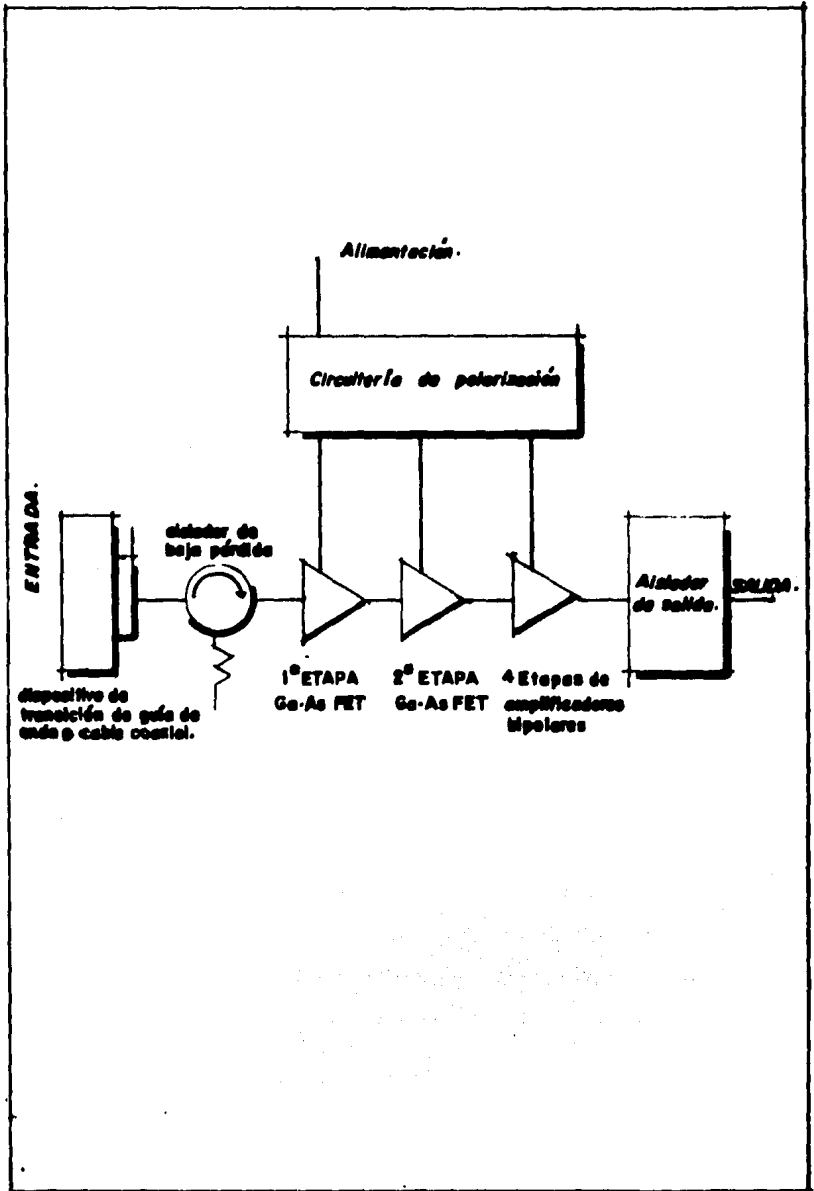 Alimentación.
Circuitería de polarización
ENTRADA.
aislador de
baja pérdida
Aislador
de salida.
SALIDA.
1ª ETAPA
Ga-As FET
2ª ETAPA
Ga-As FET
4 Etapas de
amplificadores
bipolares
dispositivo de
transición de guía de
onda a cable coaxial.